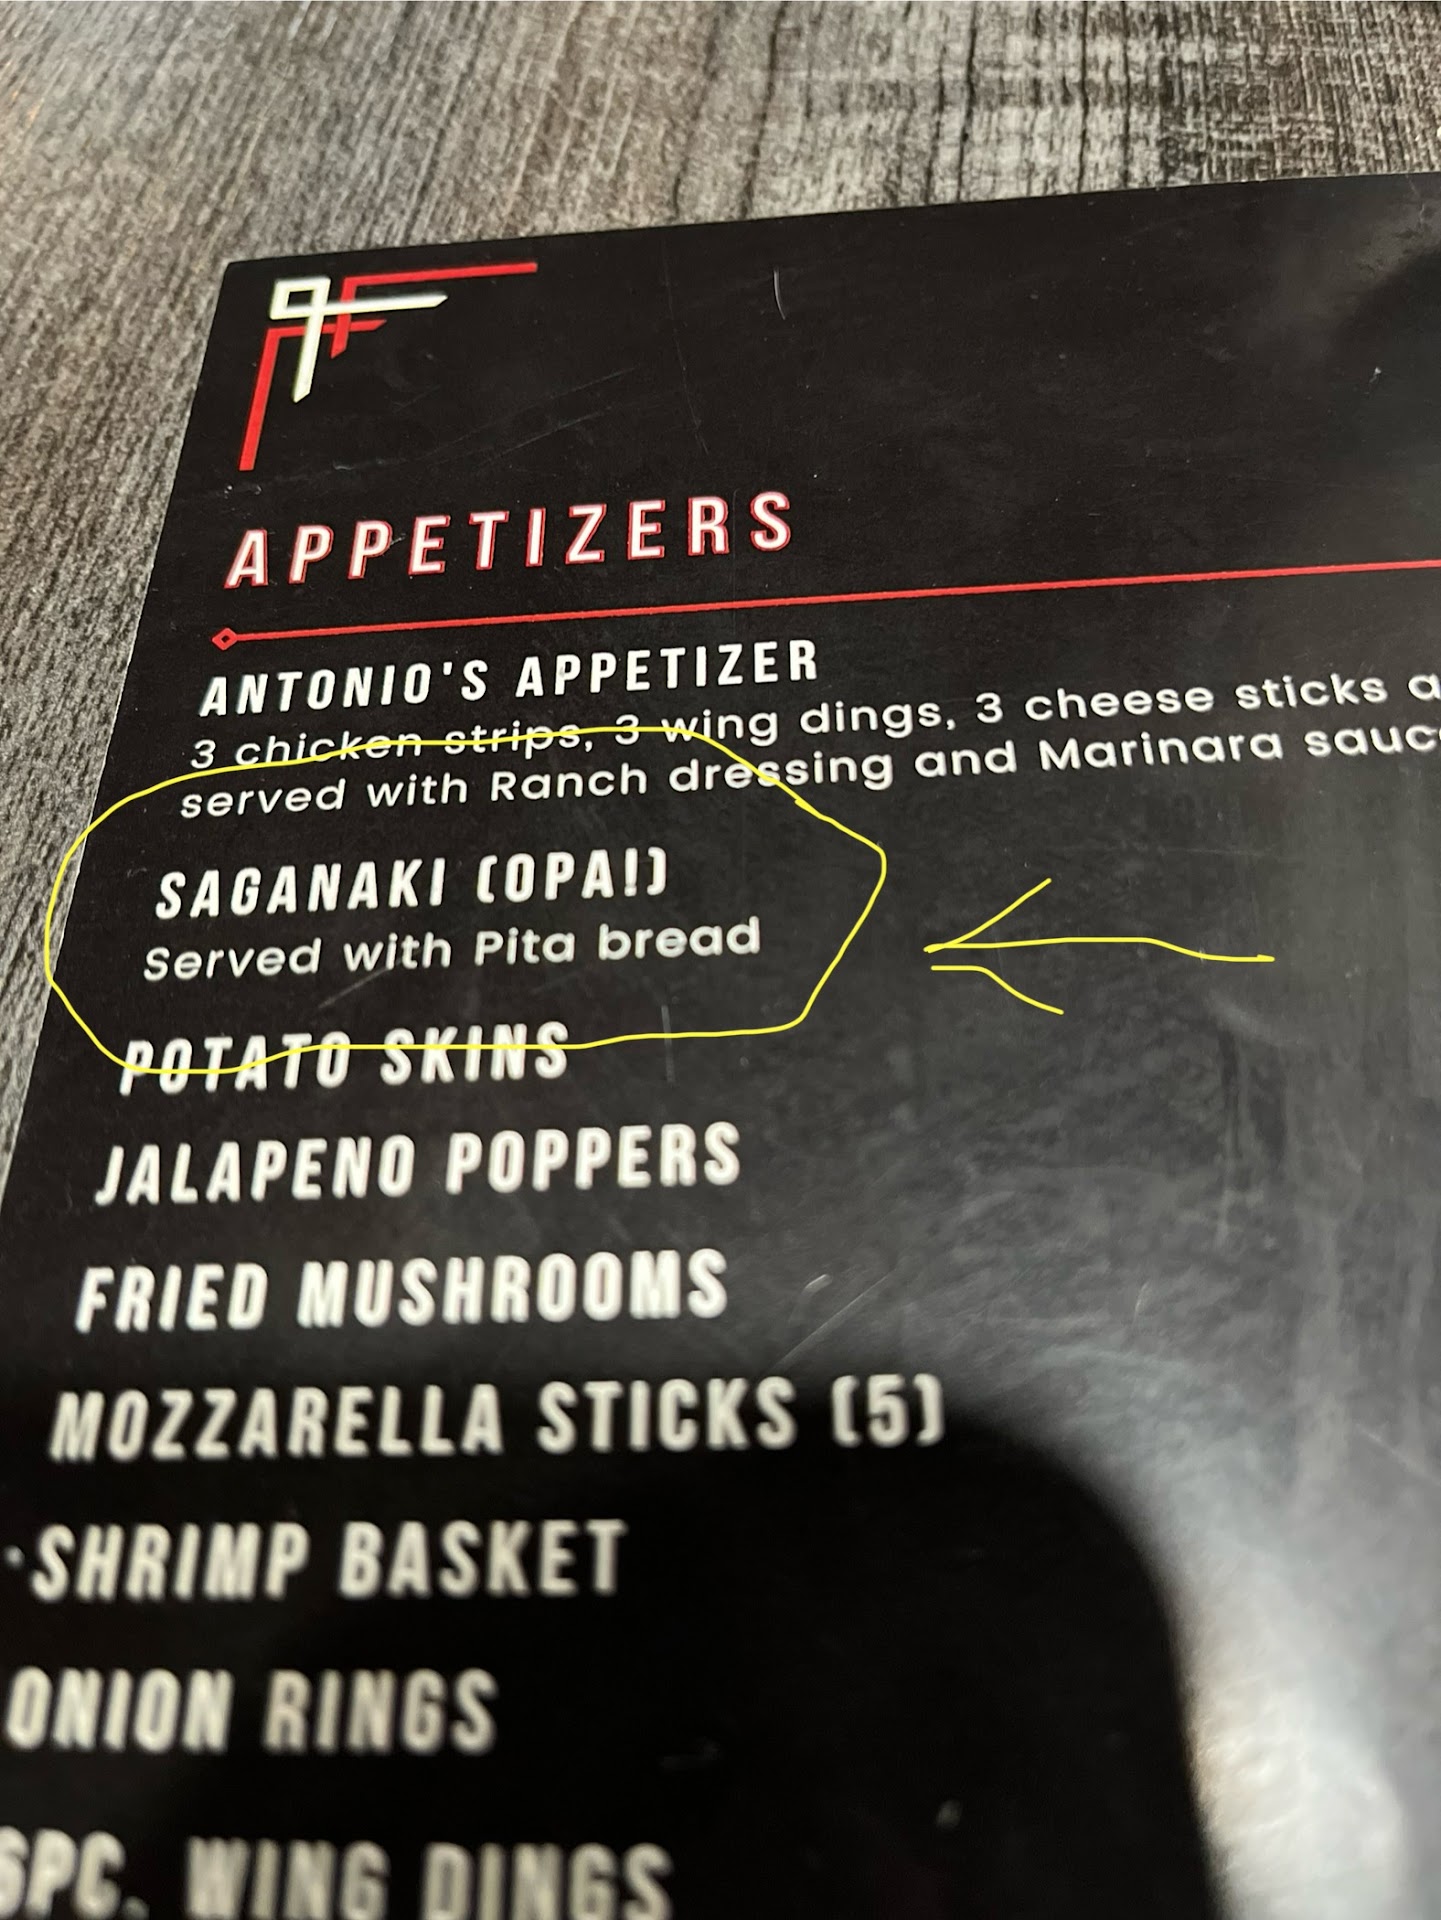 APPETIZERS
ANTONIO'S APPETIZER
3 chicken strips, 3 wing dings, 3 cheese sticks
served with Ranch dressing and Marinara
SAGANAKI (OPA!)
Served with Pita bread
POTATO SKINS
JALAPENO POPPERS
FRIED MUSHROOMS
MOZZARELLA STICKS (5)
SHRIMP BASKET
ONION RINGS
6PC. WING DINGS